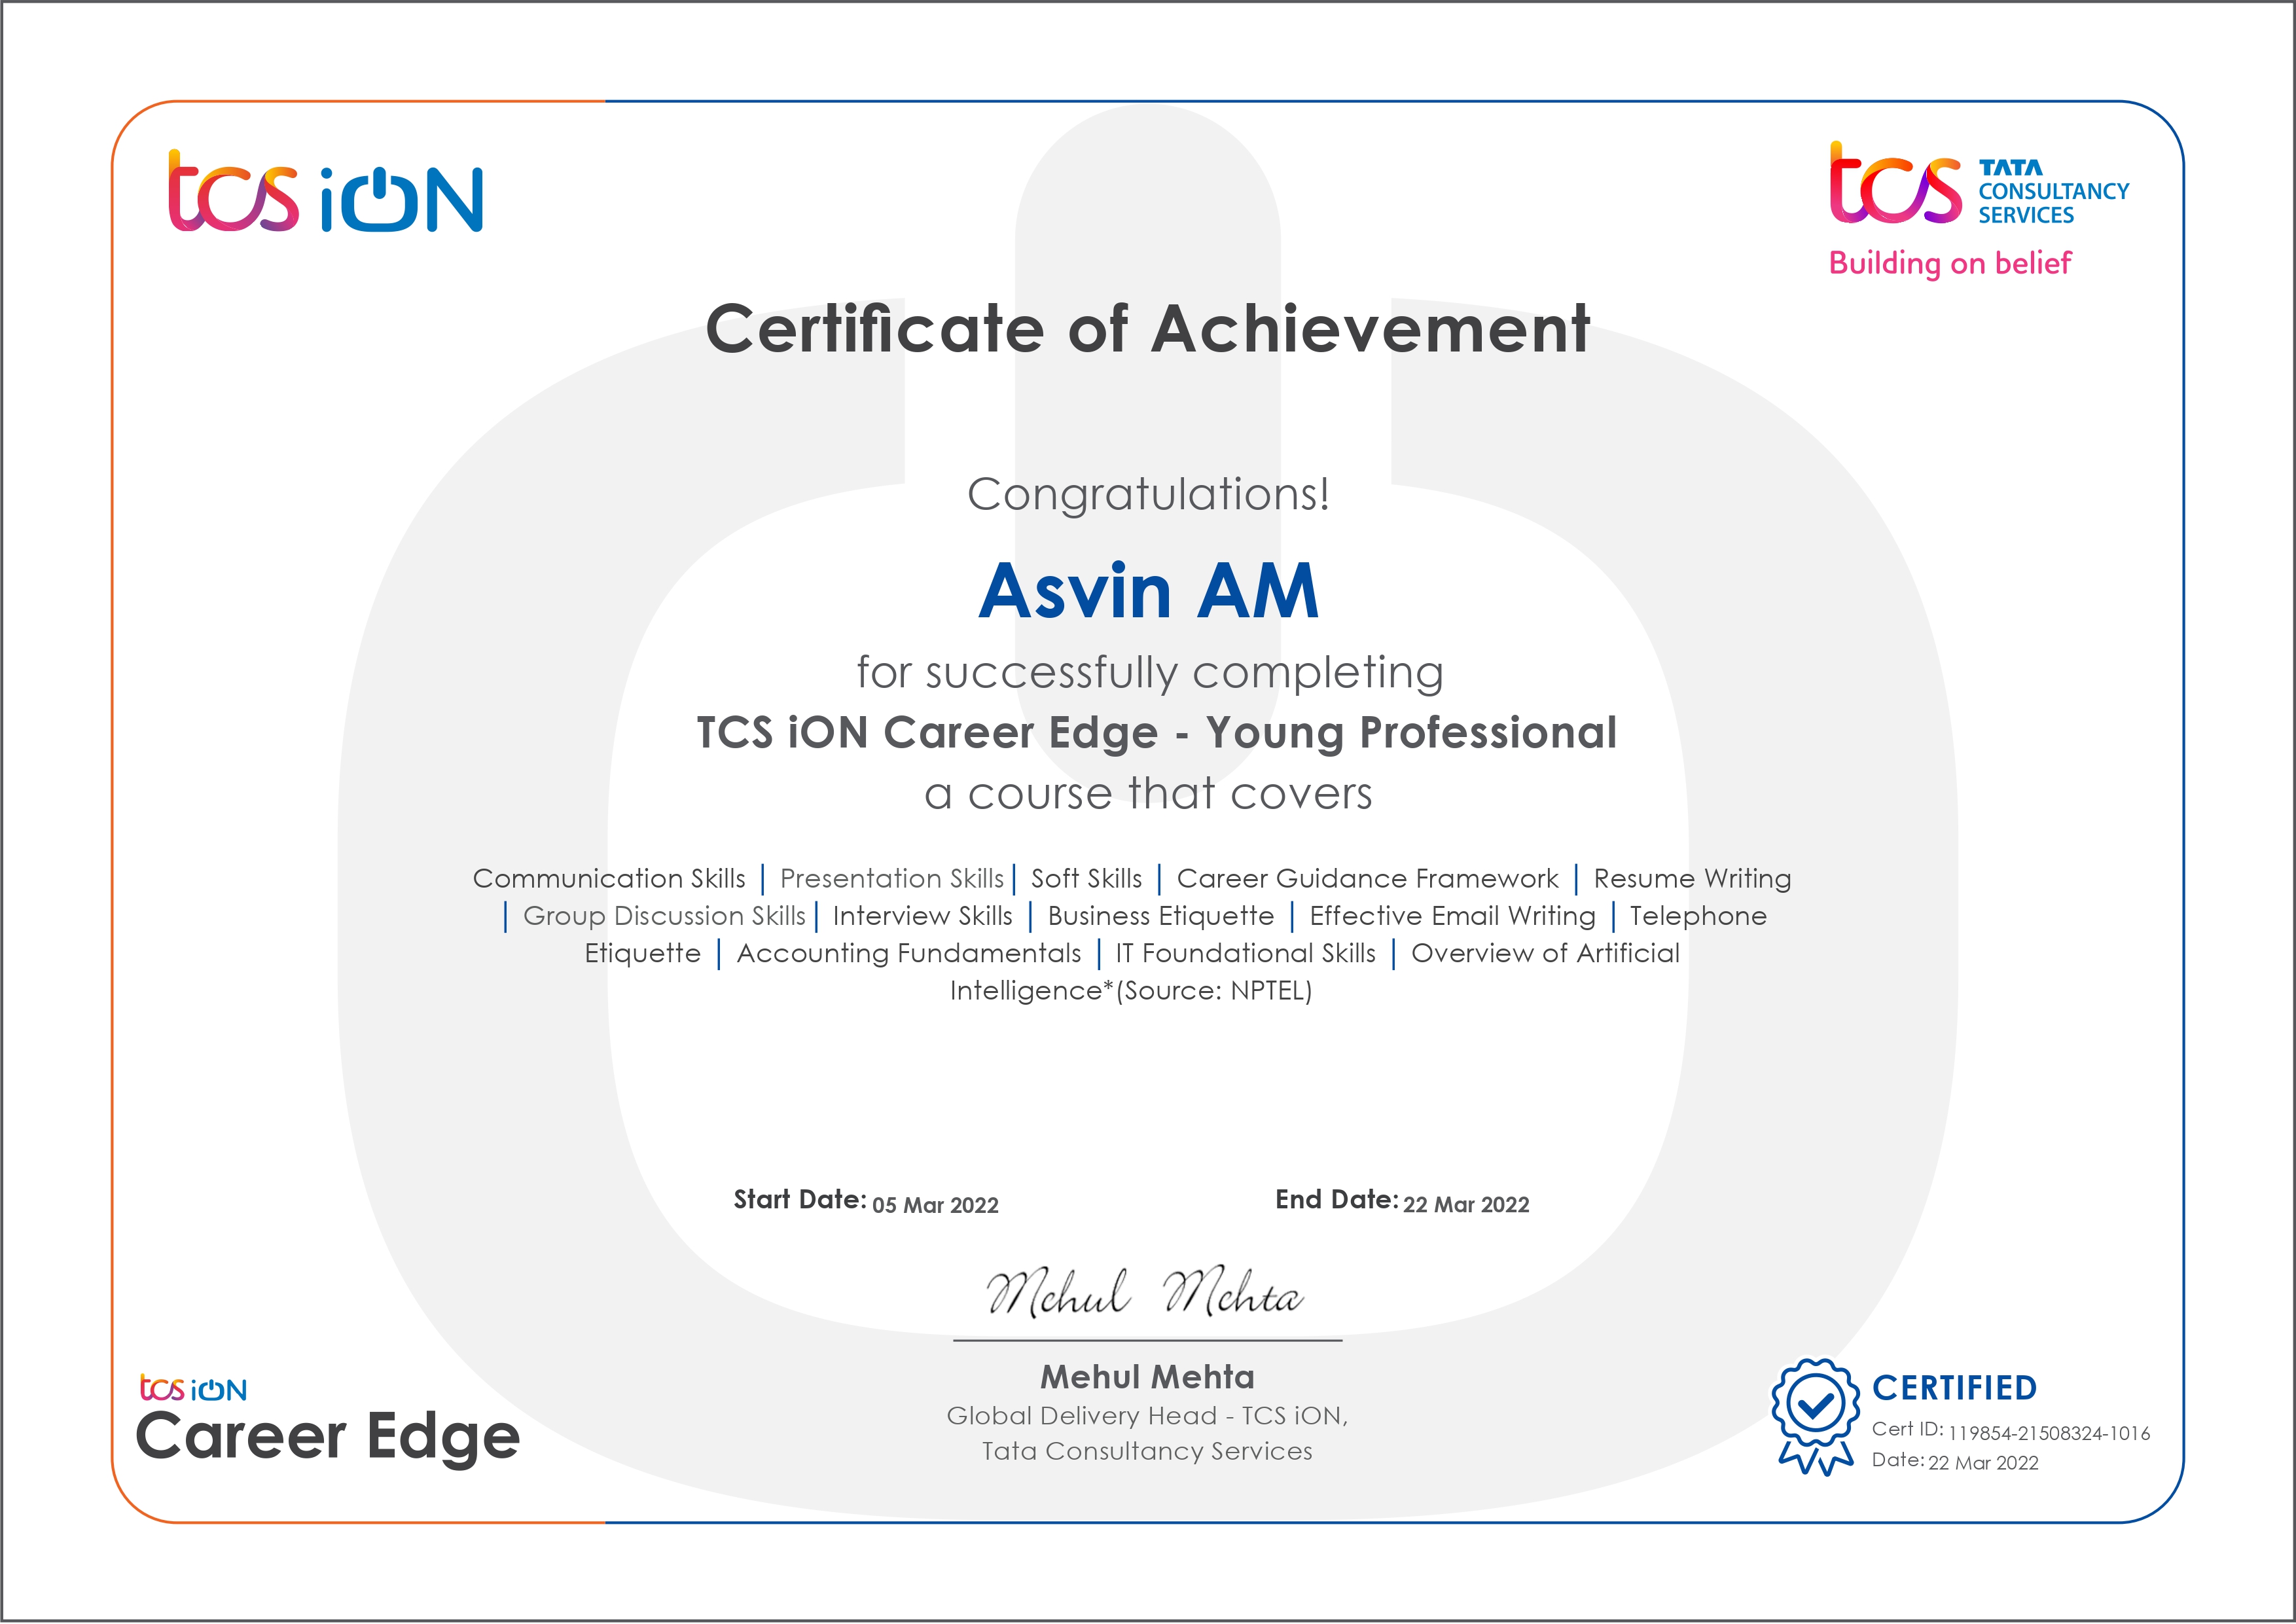 tcs iON
tcs TATA
CONSULTANCY
SERVICES
Building on belief
Certificate of Achievement
Congratulations!
Asvin AM
for successfully completing
TCS iON Career Edge - Young Professional
a course that covers
Communication Skills | Presentation Skills | Soft Skills | Career Guidance Framework | Resume Writing
| Group Discussion Skills | Interview Skills | Business Etiquette | Effective Email Writing | Telephone
Etiquette | Accounting Fundamentals | IT Foundational Skills | Overview of Artificial
Intelligence*(Source: NPTEL)
Start Date: 05 Mar 2022 End Date: 22 Mar 2022
Mehul Mehta
Mehul Mehta
Global Delivery Head - TCS iON,
Tata Consultancy Services
tcs iON
Career Edge
CERTIFIED
Cert ID: 119854-21508324-1016
Date: 22 Mar 2022